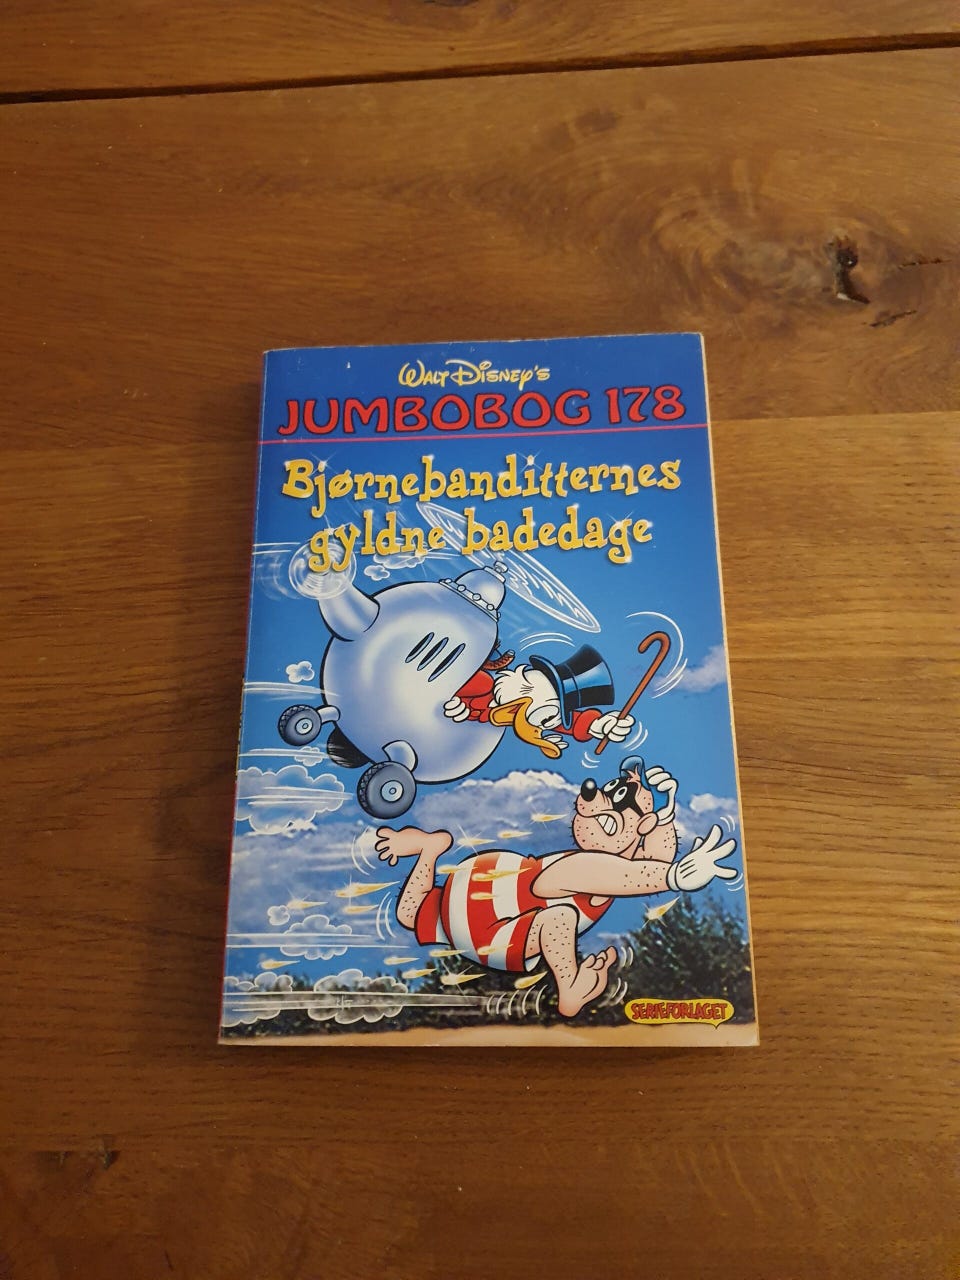 Walt Disney's
JUMBOBOG 178
Bjørnebanditternes
gyldne badedage
SERIEFORLAGET